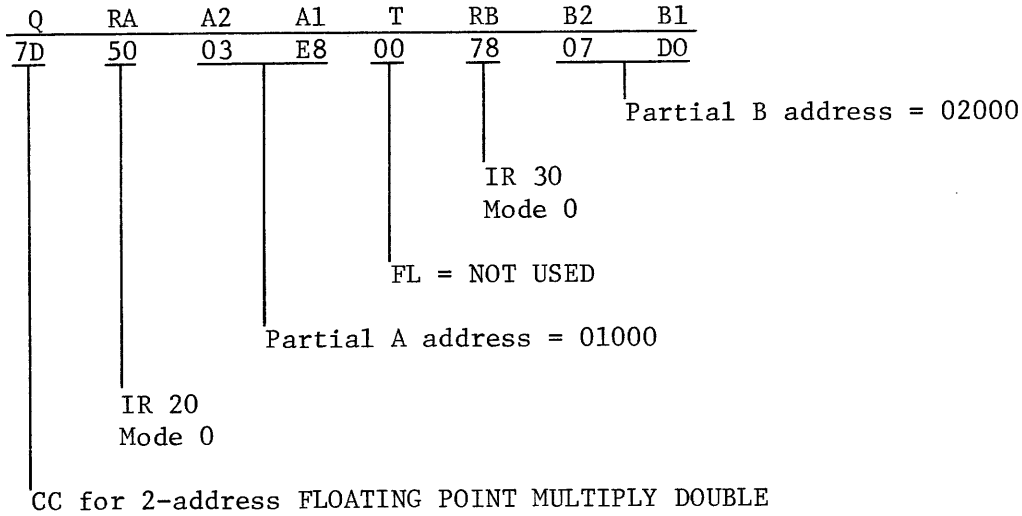 Q RA A2 A1 T RB B2 B1
7D 50 03 E8 00 78 07 D0
Partial B address = 02000
IR 30
Mode 0
FL = NOT USED
Partial A address = 01000
IR 20
Mode 0
CC for 2-address FLOATING POINT MULTIPLY DOUBLE